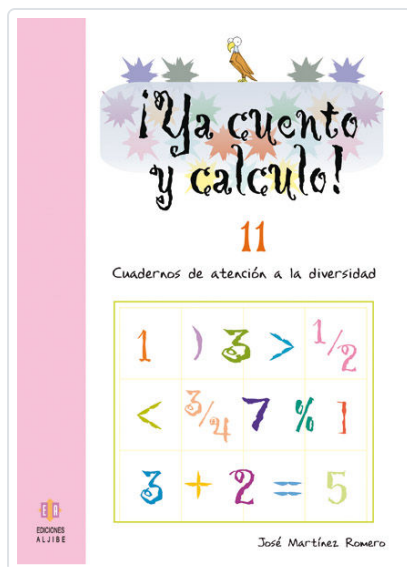 ¡Ya cuento
y calculo!
11
Cuadernos de atención a la diversidad
1 ) 3 > 1/2
< 3/4 7 % ]
3 + 2 = 5
E A
EDICIONES
ALJIBE
José Martínez Romero